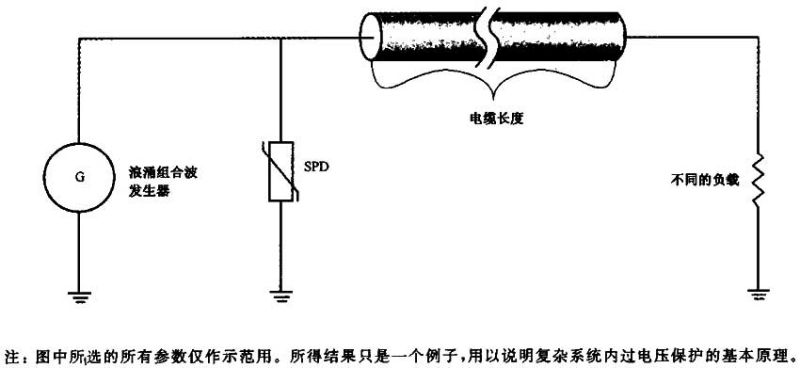 电缆长度
G
浪涌组合波
发生器
SPD
不同的负载
注：图中所选的所有参数仅作示范用。所得结果只是一个例子，用以说明复杂系统内过电压保护的基本原理。